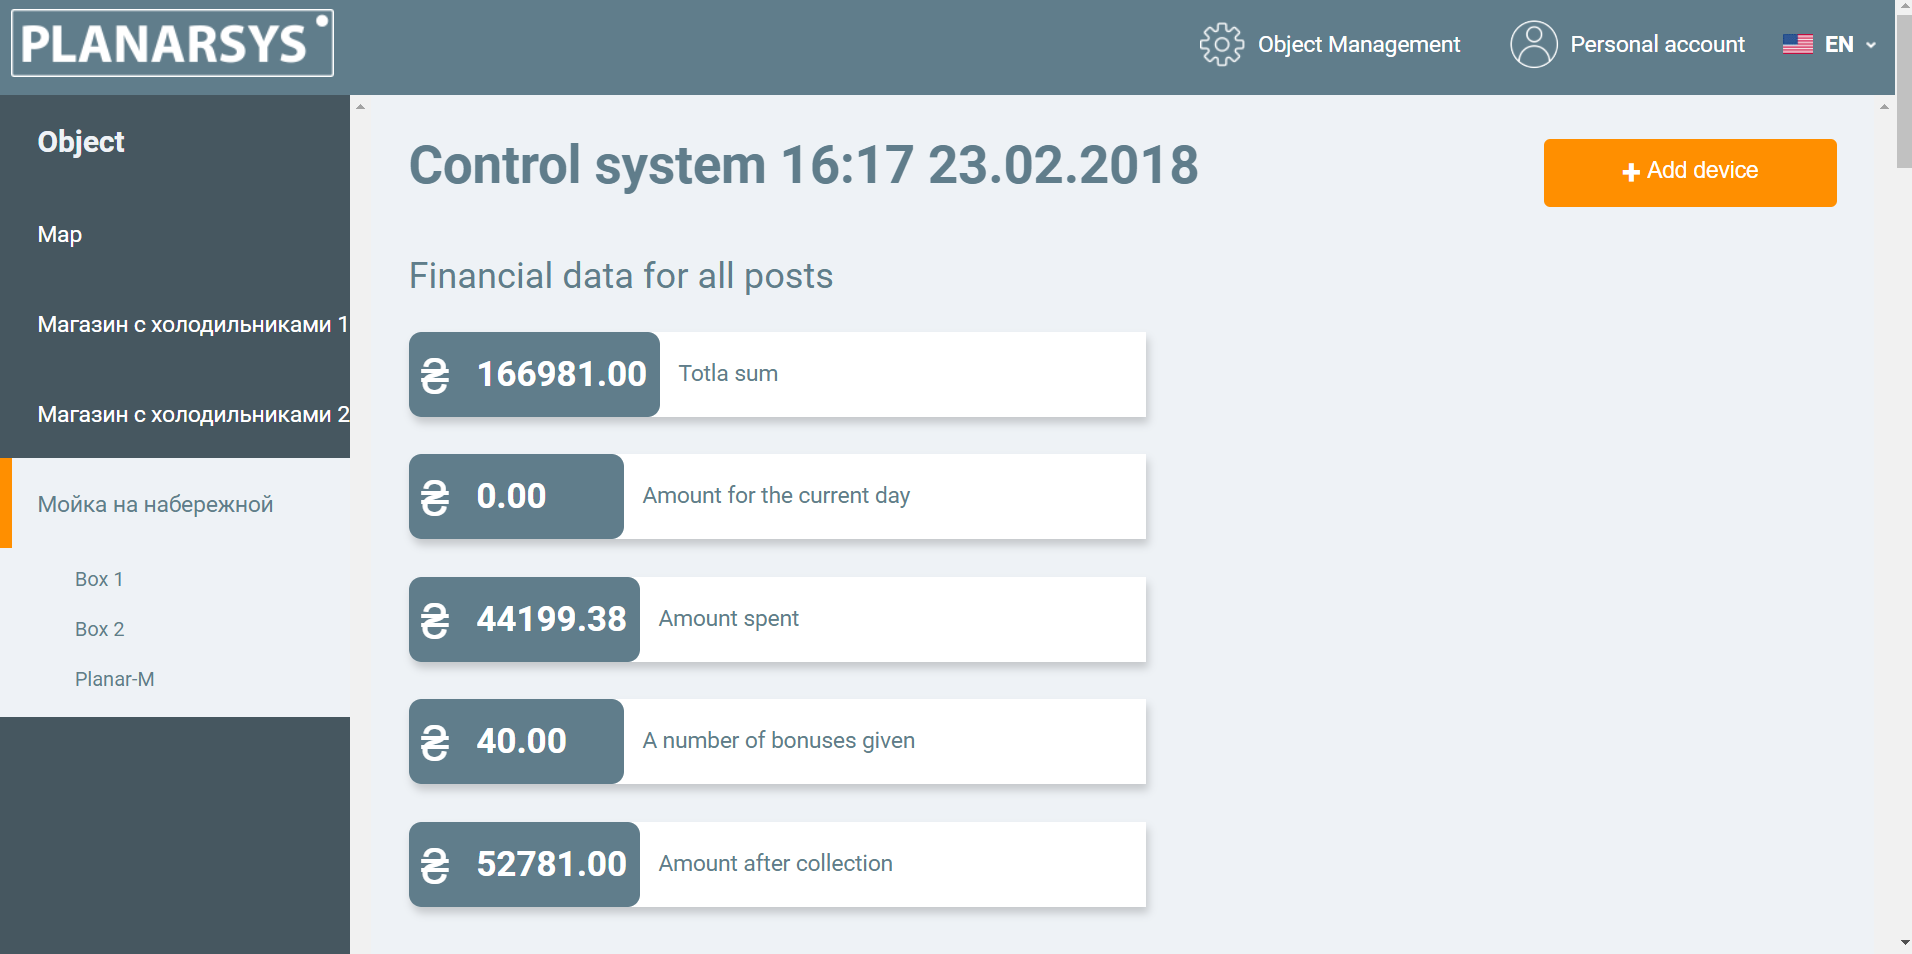 PLANARSYS
Object Management
Personal account
EN
Object
Map
Магазин с холодильниками 1
Магазин с холодильниками 2
Мойка на набережной
Box 1
Box 2
Planar-M
Control system 16:17 23.02.2018
+ Add device
Financial data for all posts
₴ 166981.00 Totla sum
₴ 0.00 Amount for the current day
₴ 44199.38 Amount spent
₴ 40.00 A number of bonuses given
₴ 52781.00 Amount after collection